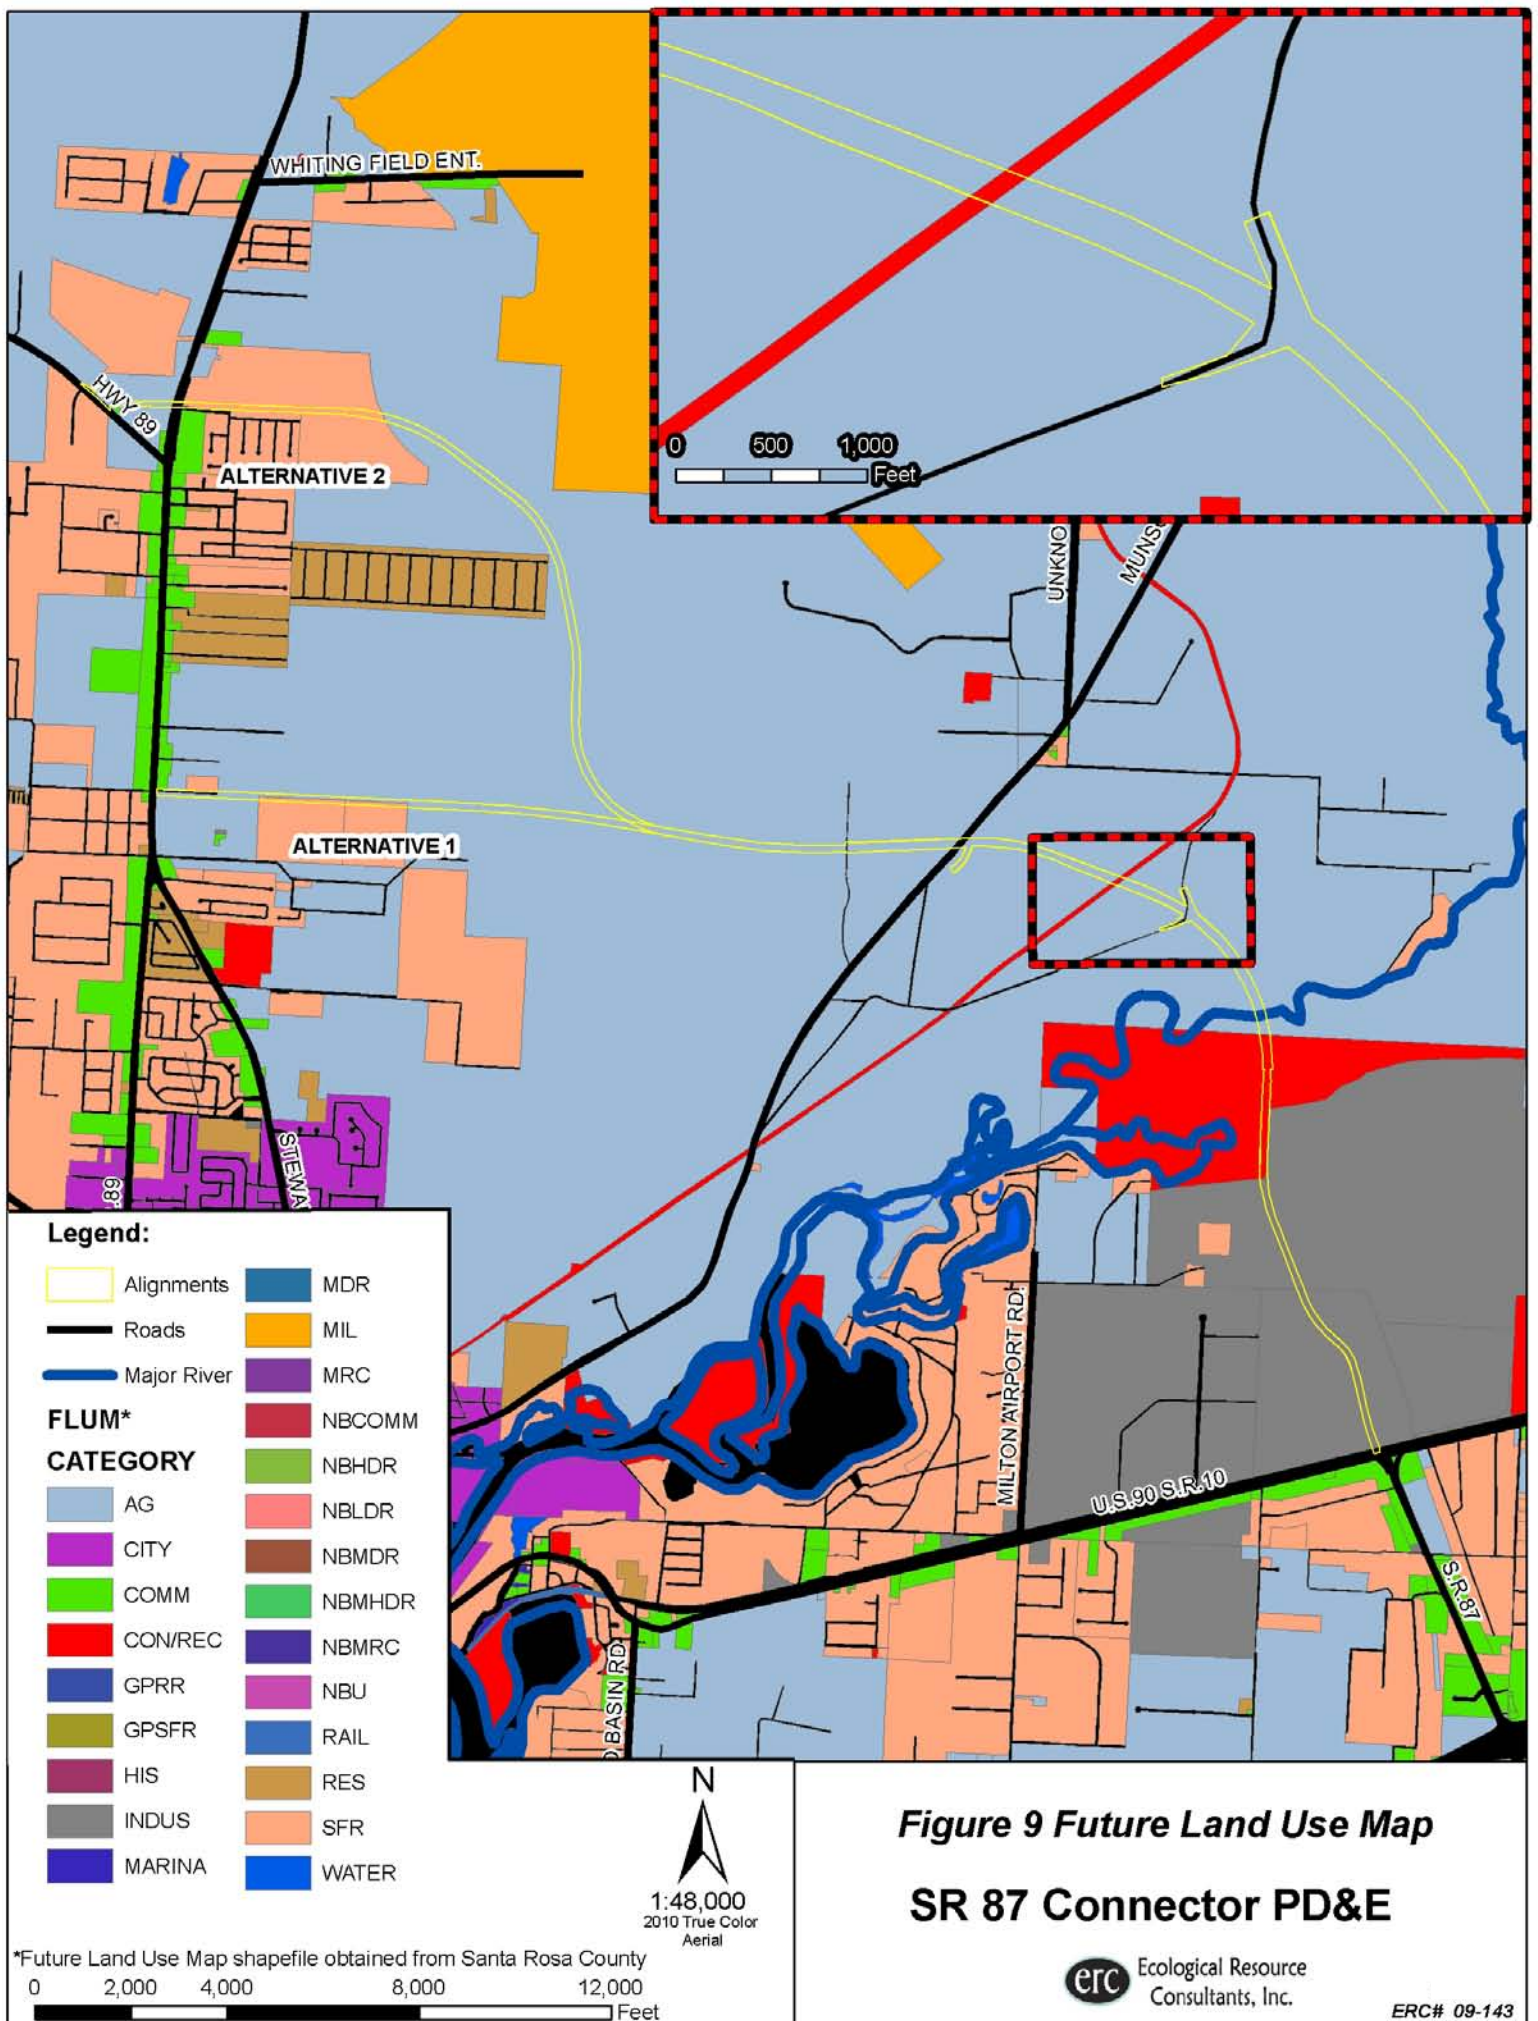 WHITING FIELD ENT.
0 500 1,000
Feet
HWY 89
ALTERNATIVE 2
UNKNO
MUNS
ALTERNATIVE 1
STEWA
89
MILTON AIRPORT RD.
U.S.90 S.R.10
S.R.87
BASIN RD
Legend:
Alignments
Roads
Major River
FLUM*
CATEGORY
AG
CITY
COMM
CON/REC
GPRR
GPSFR
HIS
INDUS
MARINA
MDR
MIL
MRC
NBCOMM
NBHDR
NBLDR
NBMDR
NBMHDR
NBMRC
NBU
RAIL
RES
SFR
WATER
N
1:48,000
2010 True Color
Aerial
*Future Land Use Map shapefile obtained from Santa Rosa County
0 2,000 4,000 8,000 12,000
Feet
Figure 9 Future Land Use Map
SR 87 Connector PD&E
erc
Ecological Resource
Consultants, Inc.
ERC# 09-143